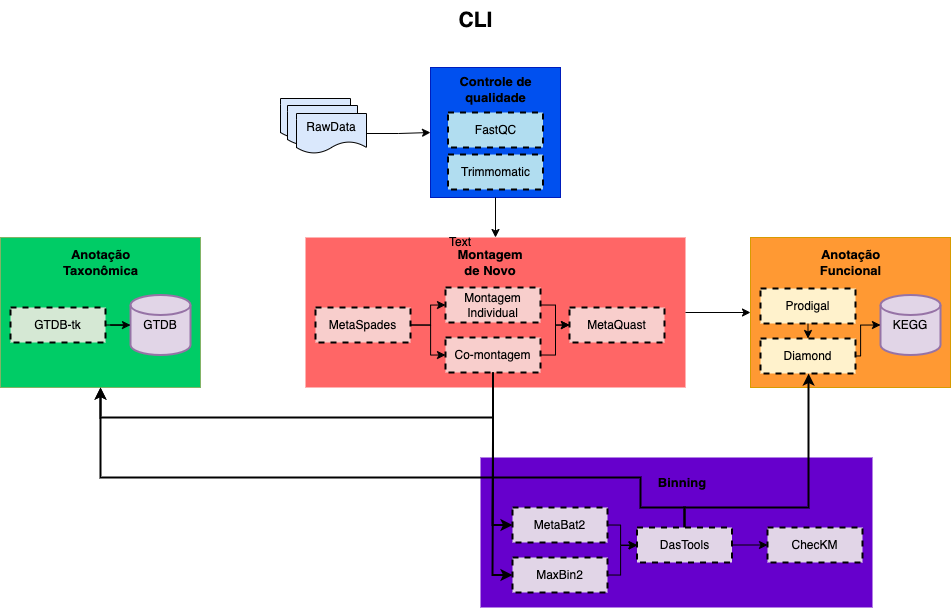 CLI
Controle de
qualidade
RawData
FastQC
Trimmomatic
Anotação
Taxonômica
GTDB-tk
GTDB
Text
Montagem
de Novo
MetaSpades
Montagem
Individual
Co-montagem
MetaQuast
Anotação
Funcional
Prodigal
Diamond
KEGG
Binning
MetaBat2
MaxBin2
DasTools
ChecKM